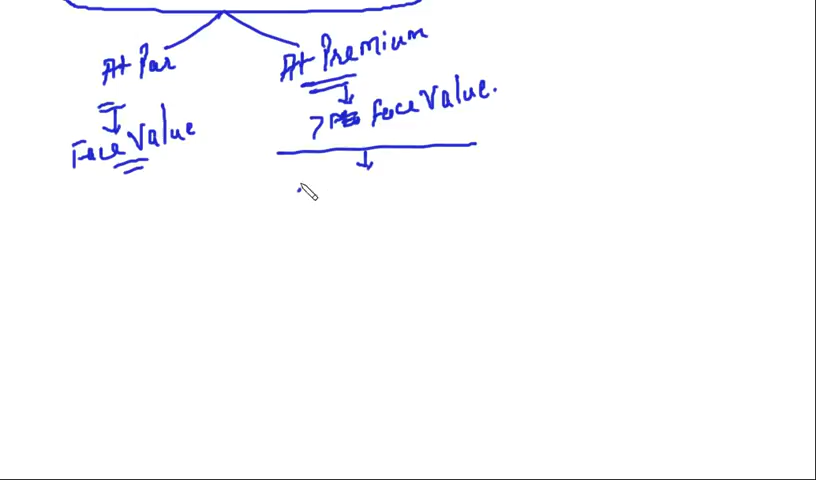 At Par
At Premium
Face Value
> Face Value.